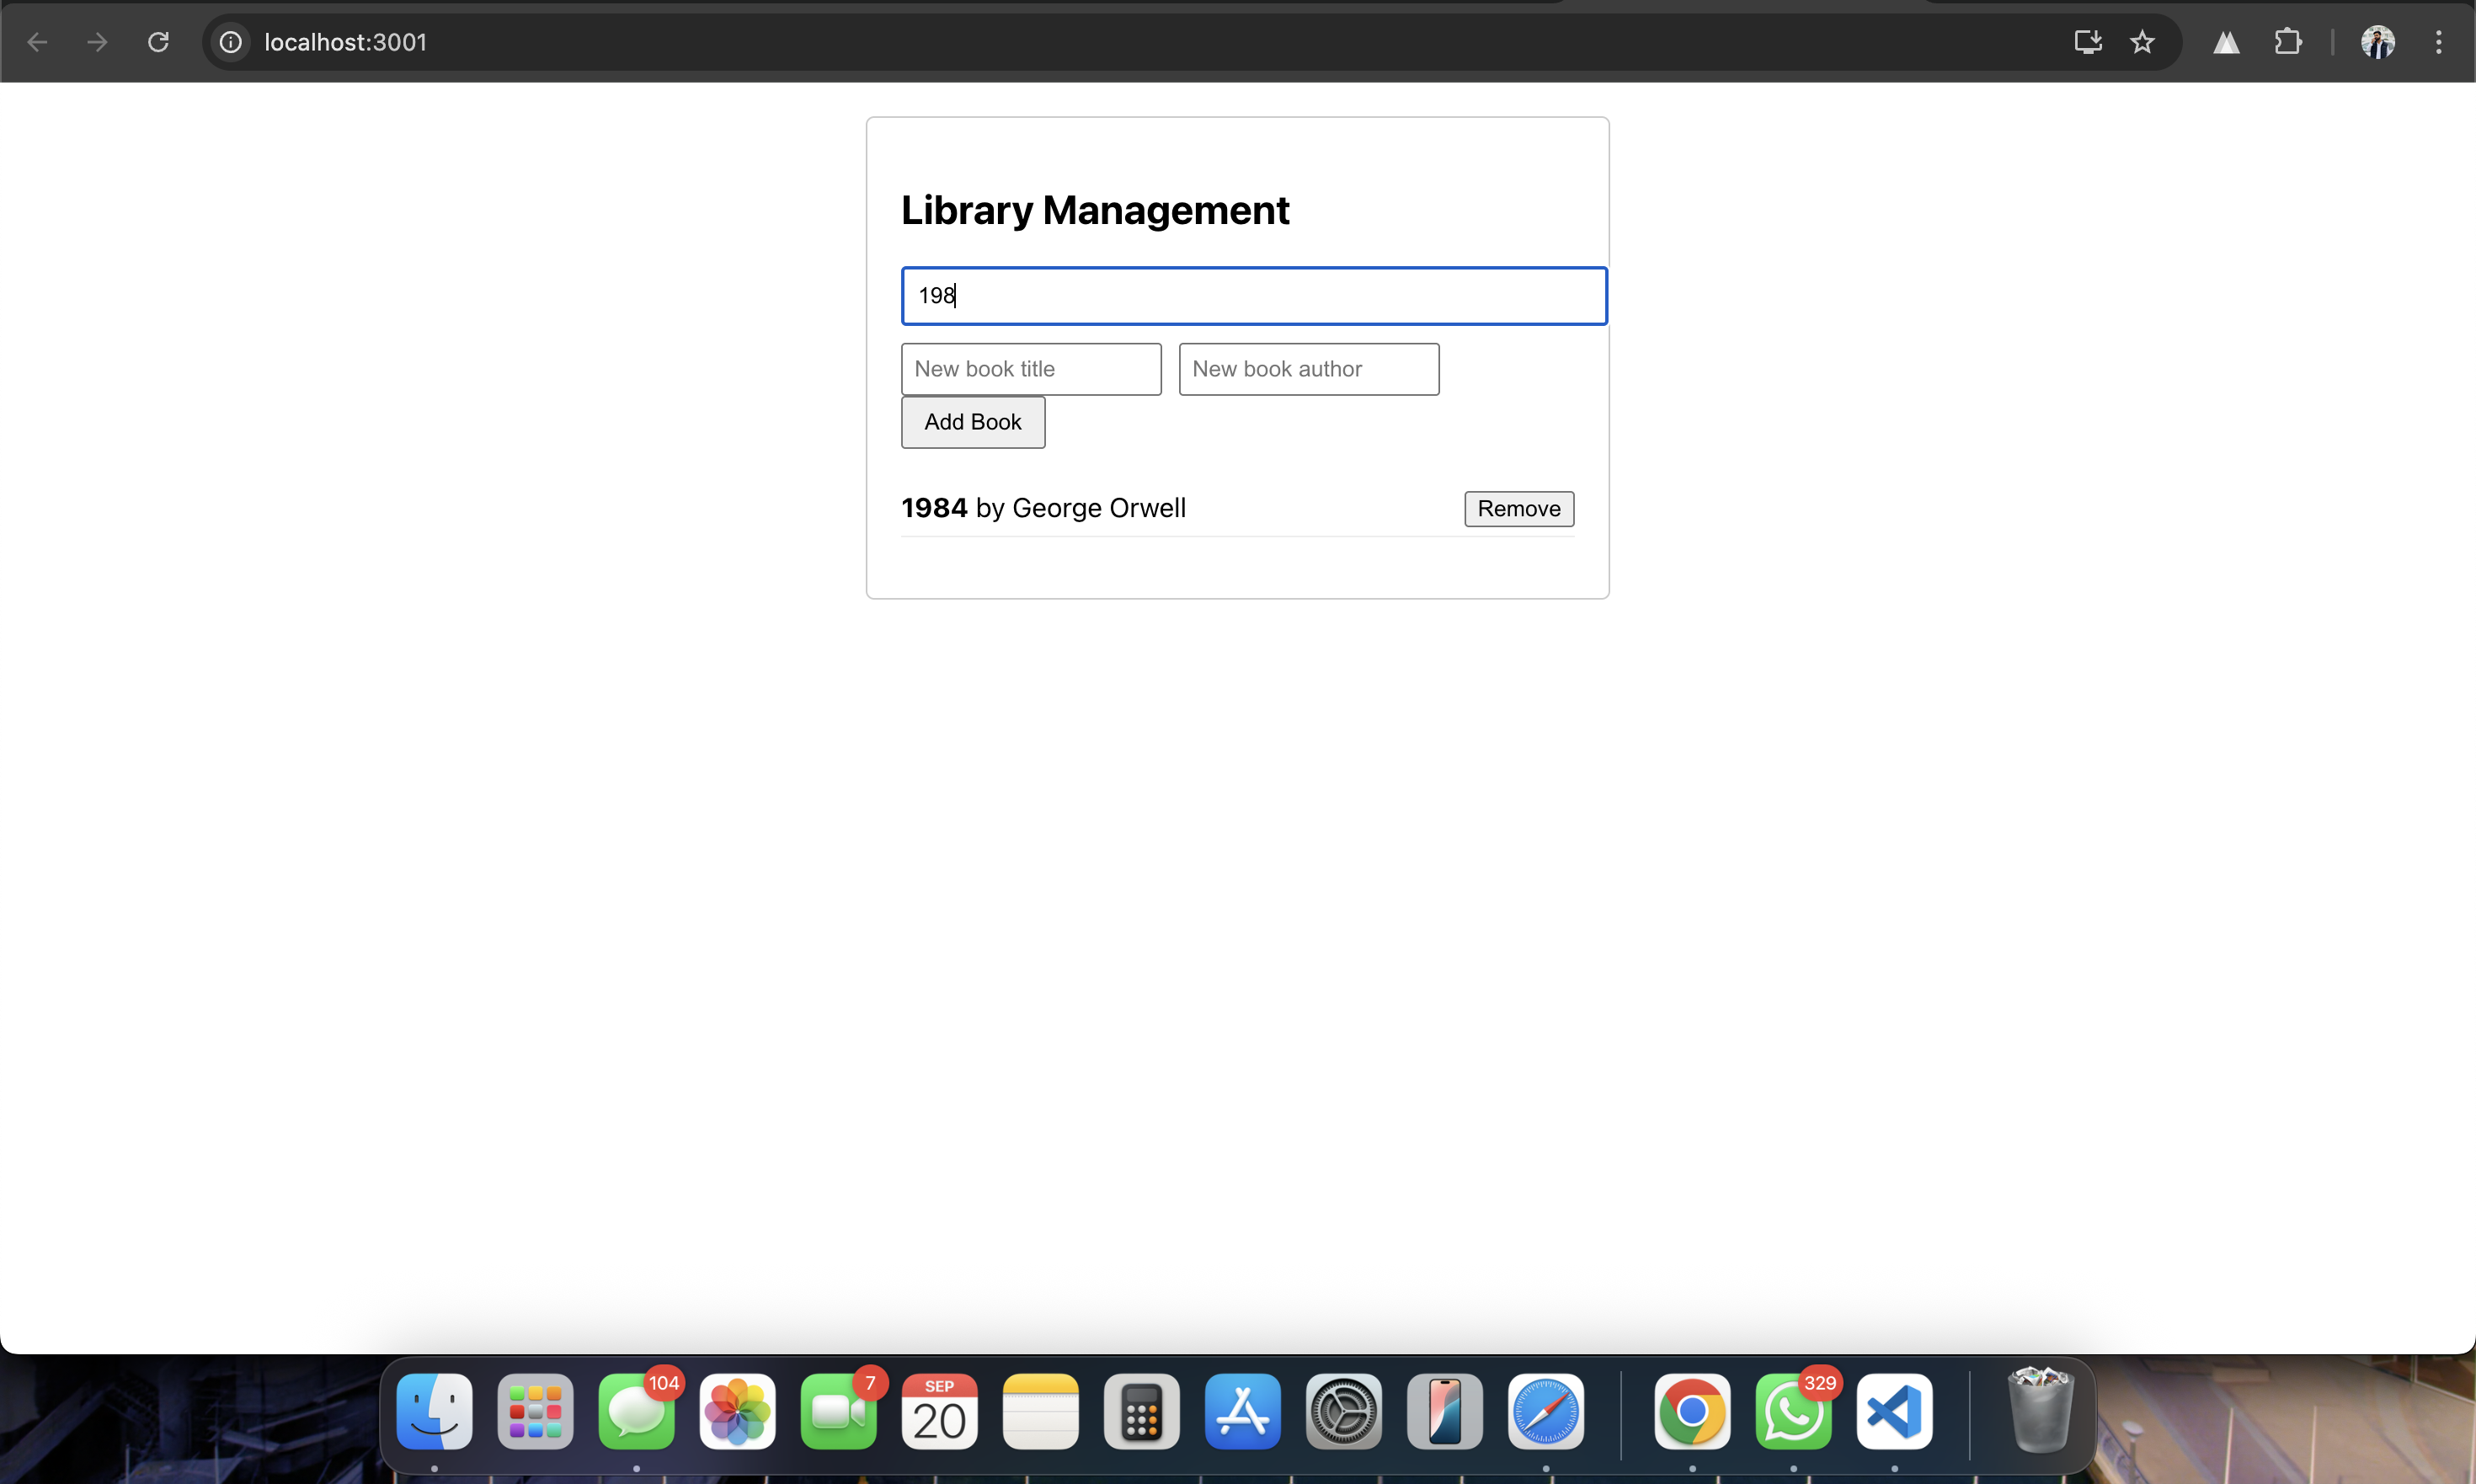 localhost:3001
Library Management
198
New book title New book author
Add Book
1984 by George Orwell Remove
104 7 SEP 329
20